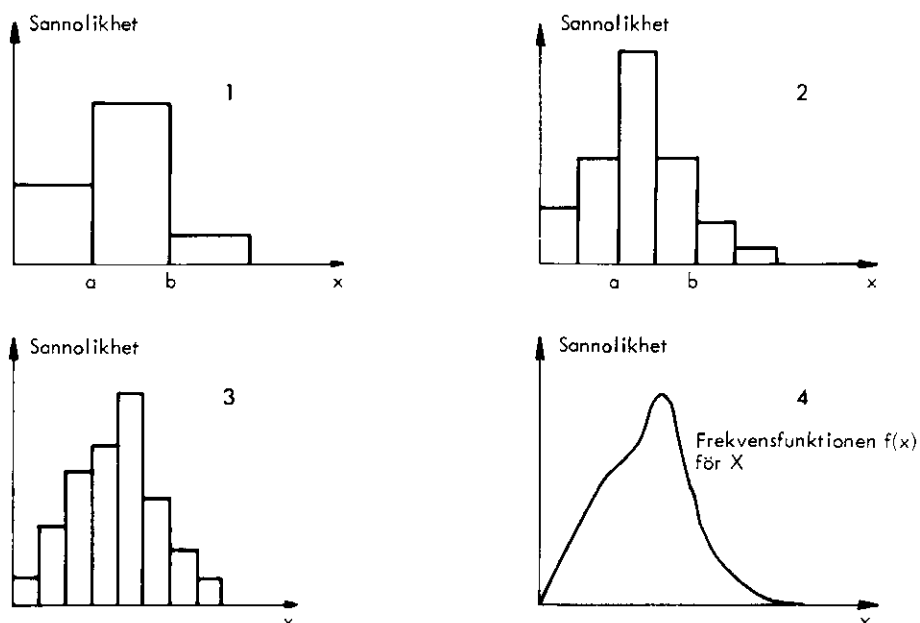 Sannolikhet
1
a b x
Sannolikhet
2
a b x
Sannolikhet
3
x
Sannolikhet
4
Frekvensfunktionen f(x)
för X
x